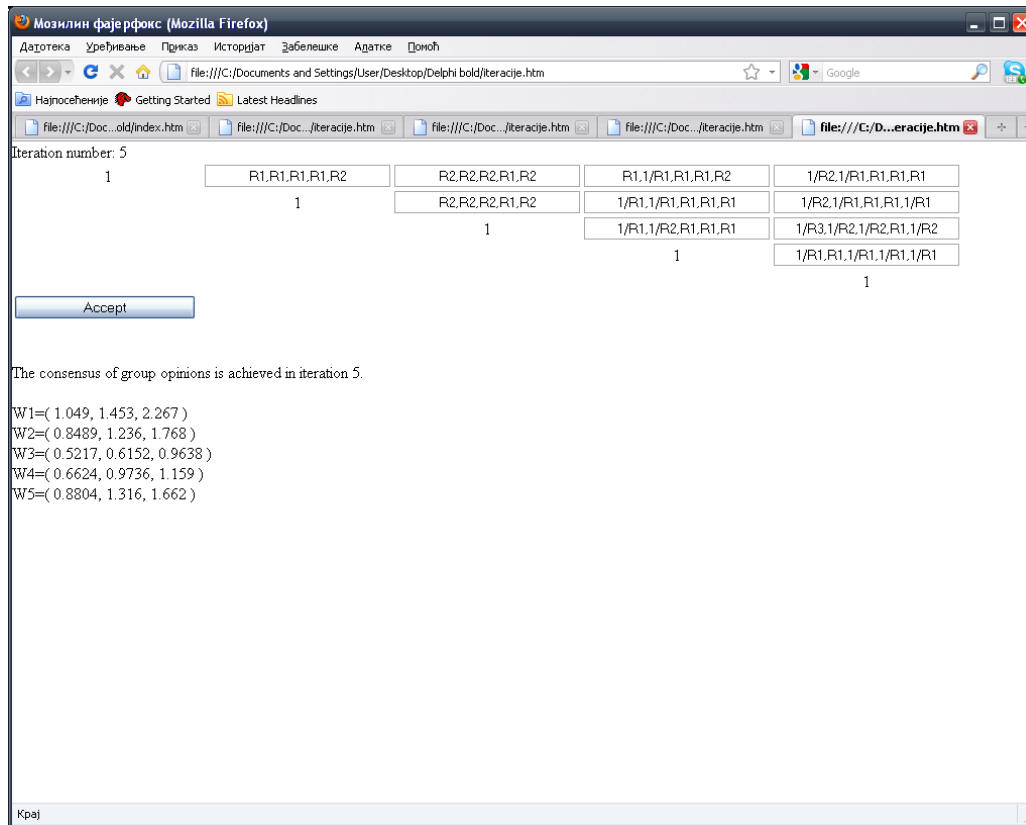 Мозилин фајерфокс (Mozilla Firefox)
Датотека Уређивање Приказ Историјат Забелешке Алатке Помоћ
file:///C:/Documents and Settings/User/Desktop/Delphi bold/iteracije.htm Google
Најпосећеније Getting Started Latest Headlines
file:///C:/Doc...old/index.htm file:///C:/Doc.../iteracije.htm file:///C:/Doc.../iteracije.htm file:///C:/Doc.../iteracije.htm file:///C:/D...eracije.htm
Iteration number: 5
1 R1,R1,R1,R1,R2 R2,R2,R2,R1,R2 R1,1/R1,R1,R1,R2 1/R2,1/R1,R1,R1,R1
1 R2,R2,R2,R1,R2 1/R1,1/R1,R1,R1,R1 1/R2,1/R1,R1,R1,1/R1
1 1/R1,1/R2,R1,R1,R1 1/R3,1/R2,1/R2,R1,1/R2
1 1/R1,R1,1/R1,1/R1,1/R1
1
Accept
The consensus of group opinions is achieved in iteration 5.
W1=( 1.049, 1.453, 2.267 )
W2=( 0.8489, 1.236, 1.768 )
W3=( 0.5217, 0.6152, 0.9638 )
W4=( 0.6624, 0.9736, 1.159 )
W5=( 0.8804, 1.316, 1.662 )
Крај